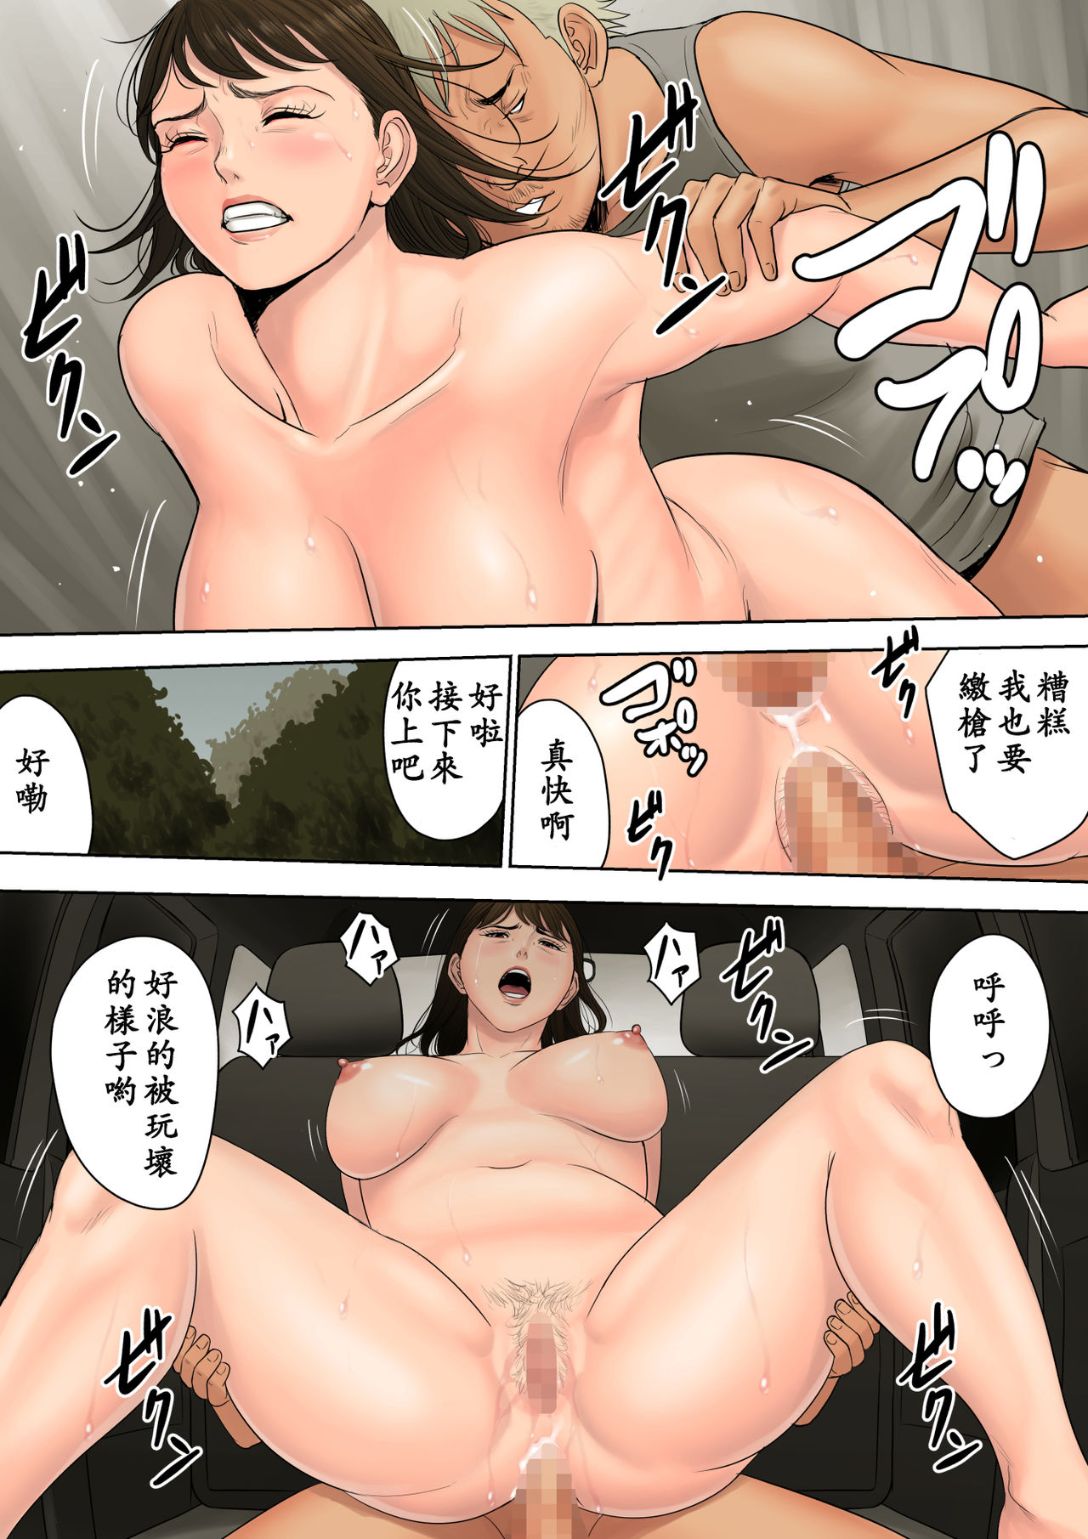 ビクン
ビクン
ゴプッ
糟糕
我也要
繳槍了
ビク
ゴポォッ
真快啊
ビク
好啦
接下來
你上吧
好嘞
呼呼っ
ビクン
ハァ
ハァ
ハァ
好浪的被玩壞
的樣子喲
ビクン
ビクン